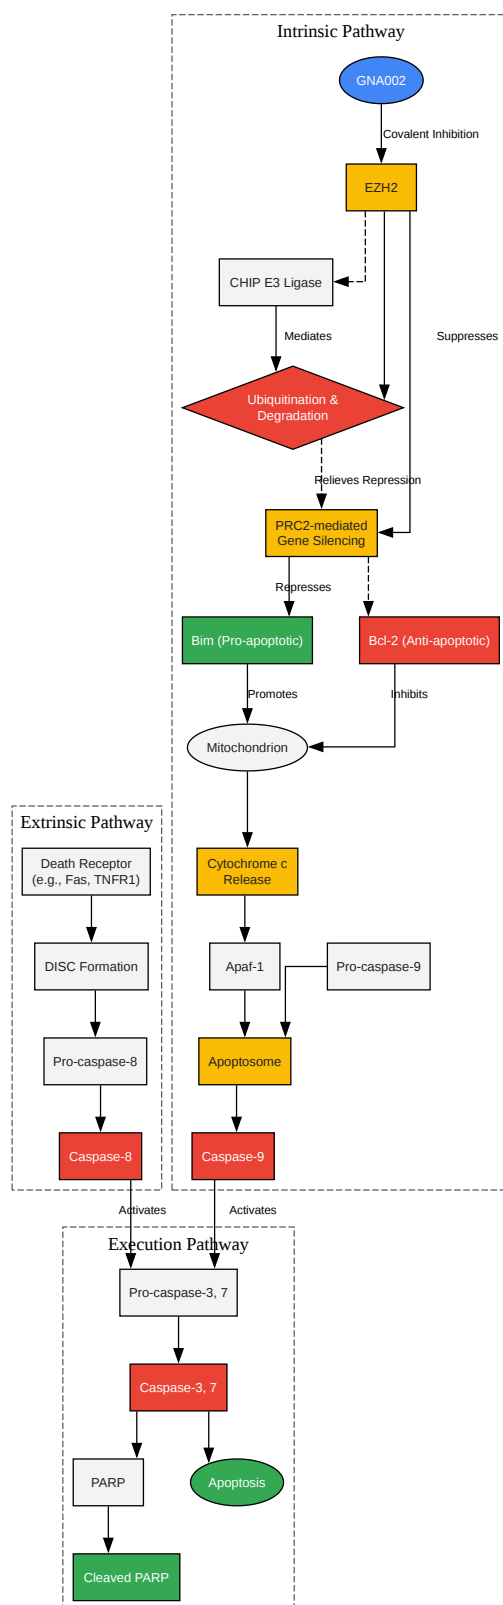 Intrinsic Pathway
GNA002
Covalent Inhibition
EZH2
CHIP E3 Ligase
Mediates
Suppresses
Ubiquitination &
Degradation
Relieves Repression
PRC2-mediated
Gene Silencing
Represses
Bim (Pro-apoptotic)
Bcl-2 (Anti-apoptotic)
Promotes
Inhibits
Mitochondrion
Extrinsic Pathway
Death Receptor
(e.g., Fas, TNFR1)
Cytochrome c
Release
DISC Formation
Apaf-1
Pro-caspase-9
Pro-caspase-8
Apoptosome
Caspase-8
Caspase-9
Activates
Activates
Execution Pathway
Pro-caspase-3, 7
Caspase-3, 7
PARP
Apoptosis
Cleaved PARP